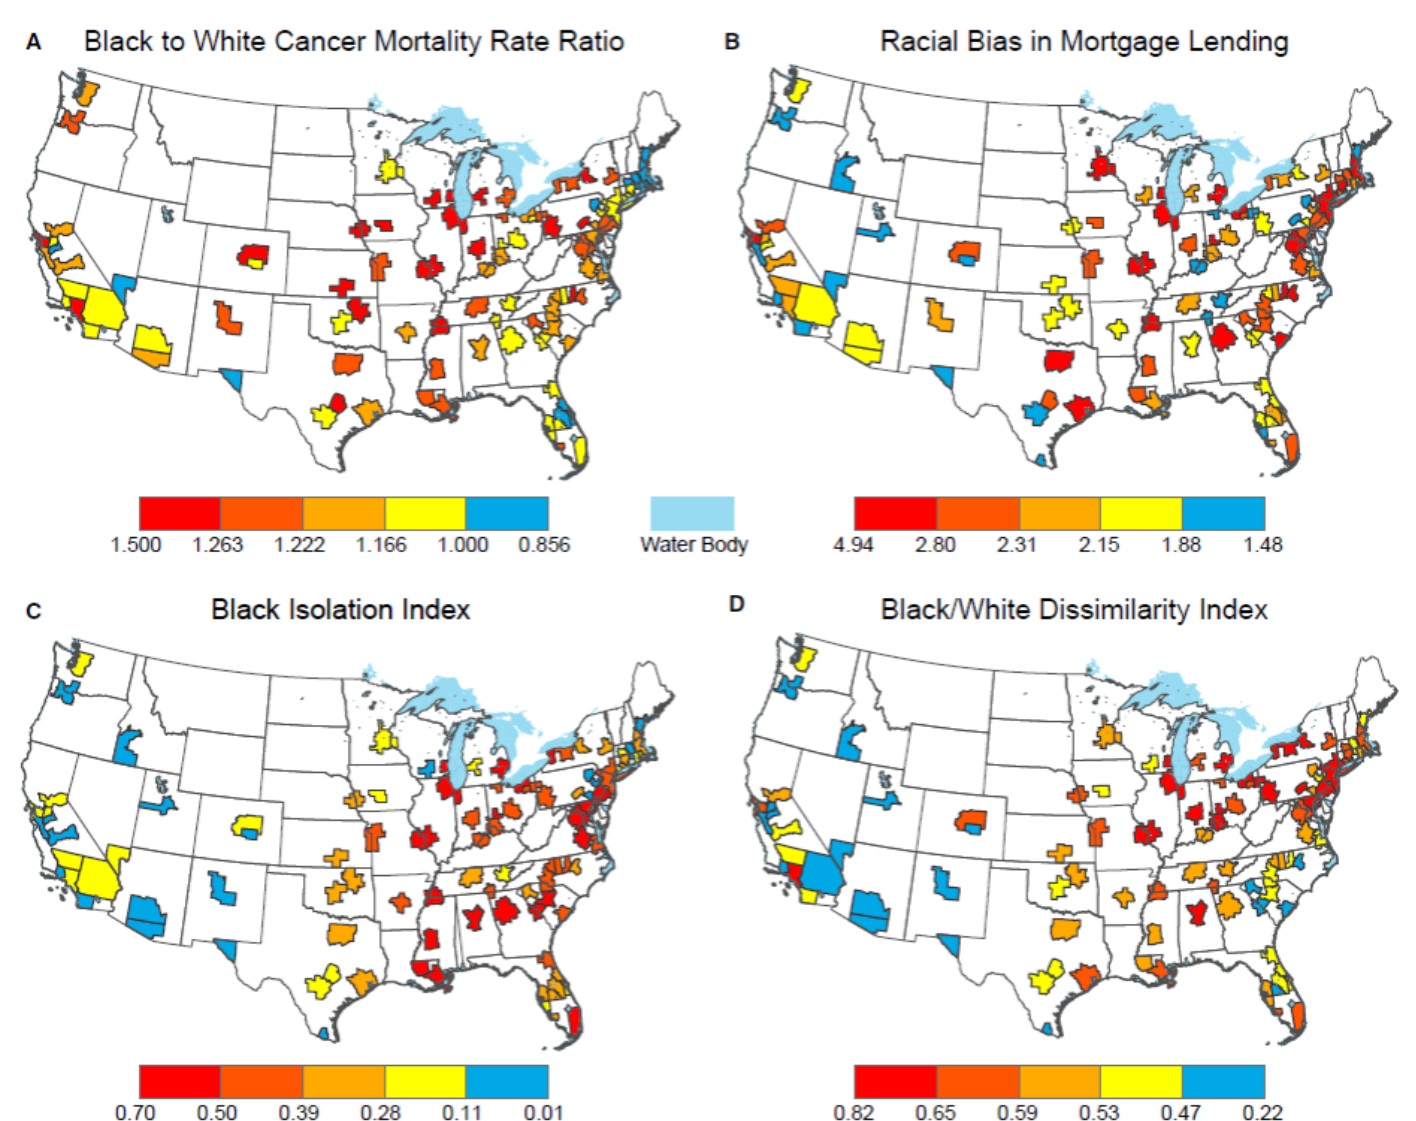 A Black to White Cancer Mortality Rate Ratio
B Racial Bias in Mortgage Lending
1.500 1.263 1.222 1.166 1.000 0.856
Water Body
4.94 2.80 2.31 2.15 1.88 1.48
C Black Isolation Index
D Black/White Dissimilarity Index
0.70 0.50 0.39 0.28 0.11 0.01
0.82 0.65 0.59 0.53 0.47 0.22